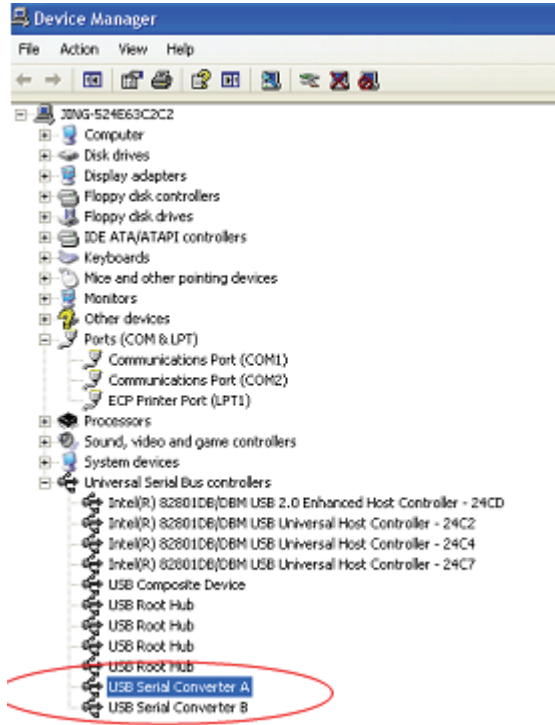 Device Manager
File Action View Help
JING-524E63C2C2
Computer
Disk drives
Display adapters
Floppy disk controllers
Floppy disk drives
IDE ATA/ATAPI controllers
Keyboards
Mice and other pointing devices
Monitors
Other devices
Ports (COM & LPT)
Communications Port (COM1)
Communications Port (COM2)
ECP Printer Port (LPT1)
Processors
Sound, video and game controllers
System devices
Universal Serial Bus controllers
Intel(R) 82801DB/DBM USB 2.0 Enhanced Host Controller - 24CD
Intel(R) 82801DB/DBM USB Universal Host Controller - 24C2
Intel(R) 82801DB/DBM USB Universal Host Controller - 24C4
Intel(R) 82801DB/DBM USB Universal Host Controller - 24C7
USB Composite Device
USB Root Hub
USB Root Hub
USB Root Hub
USB Root Hub
USB Serial Converter A
USB Serial Converter B